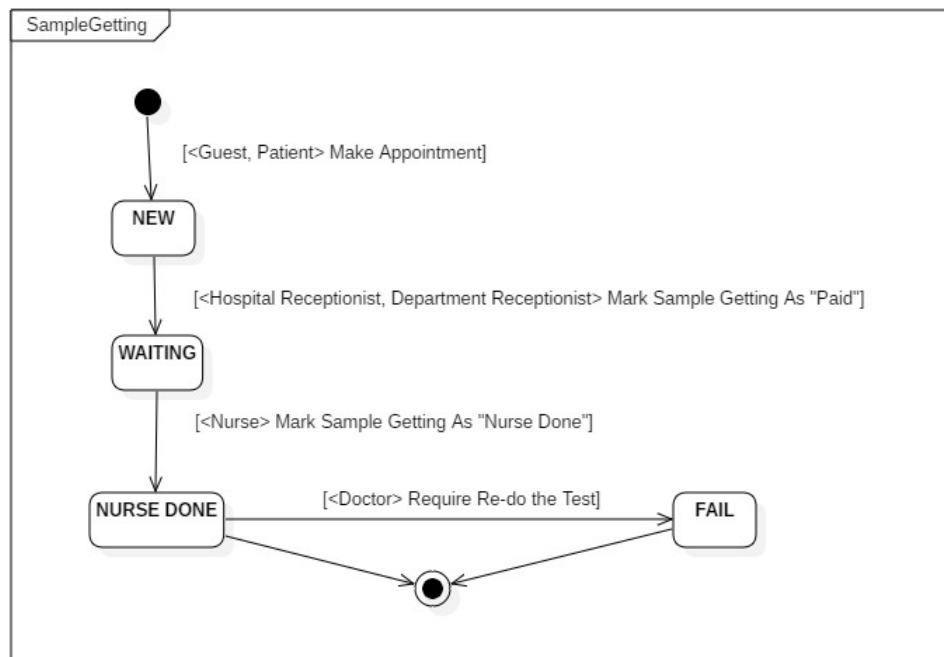 SampleGetting
[<Guest, Patient> Make Appointment]
NEW
[<Hospital Receptionist, Department Receptionist> Mark Sample Getting As "Paid"]
WAITING
[<Nurse> Mark Sample Getting As "Nurse Done"]
[<Doctor> Require Re-do the Test]
NURSE DONE
FAIL